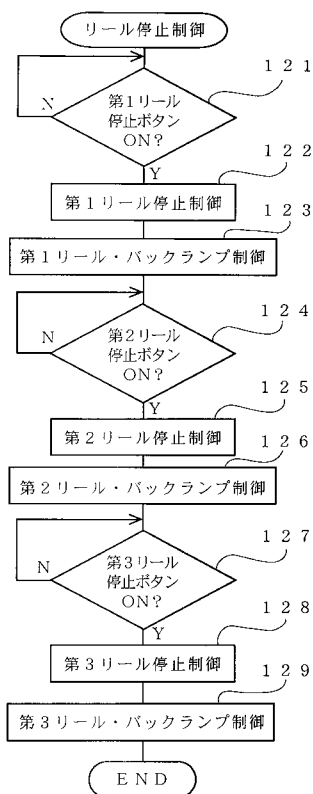 リール停止制御
１２１
第１リール
停止ボタン
ON？
N
Y
１２２
第１リール停止制御
１２３
第１リール・バックランプ制御
１２４
第２リール
停止ボタン
ON？
N
Y
１２５
第２リール停止制御
１２６
第２リール・バックランプ制御
１２７
第３リール
停止ボタン
ON？
N
Y
１２８
第３リール停止制御
１２９
第３リール・バックランプ制御
ＥＮＤ